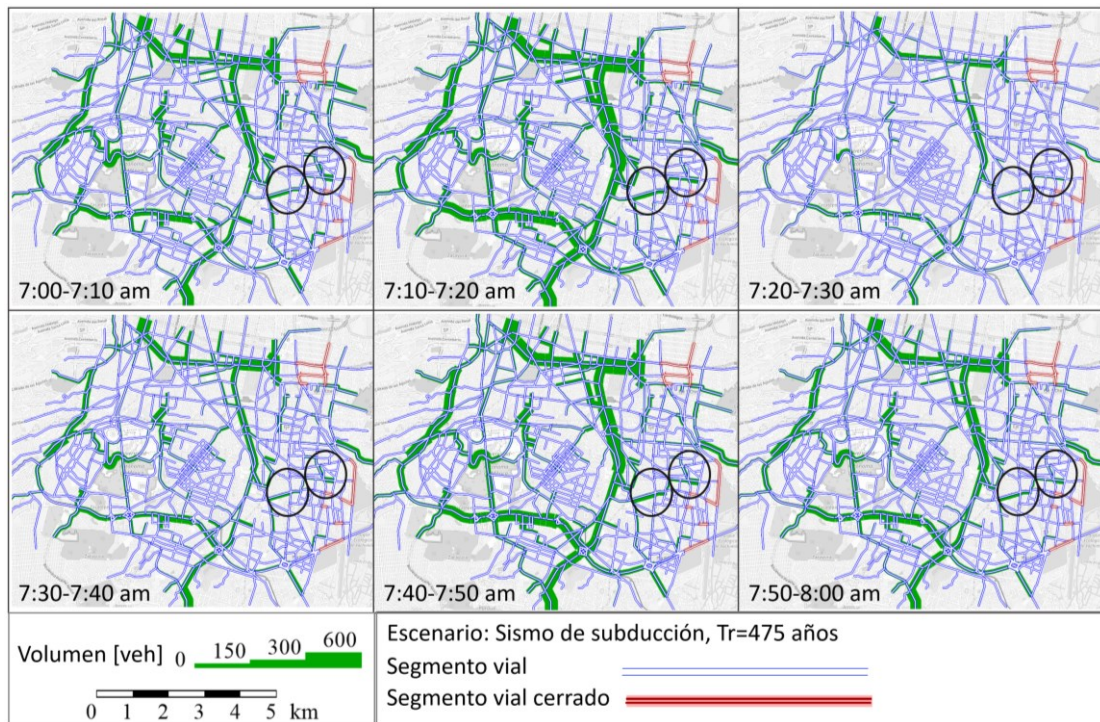 7:00-7:10 am
7:10-7:20 am
7:20-7:30 am
7:30-7:40 am
7:40-7:50 am
7:50-8:00 am
Volumen [veh] 0 150 300 600
0 1 2 3 4 5 km
Escenario: Sismo de subducción, Tr=475 años
Segmento vial
Segmento vial cerrado